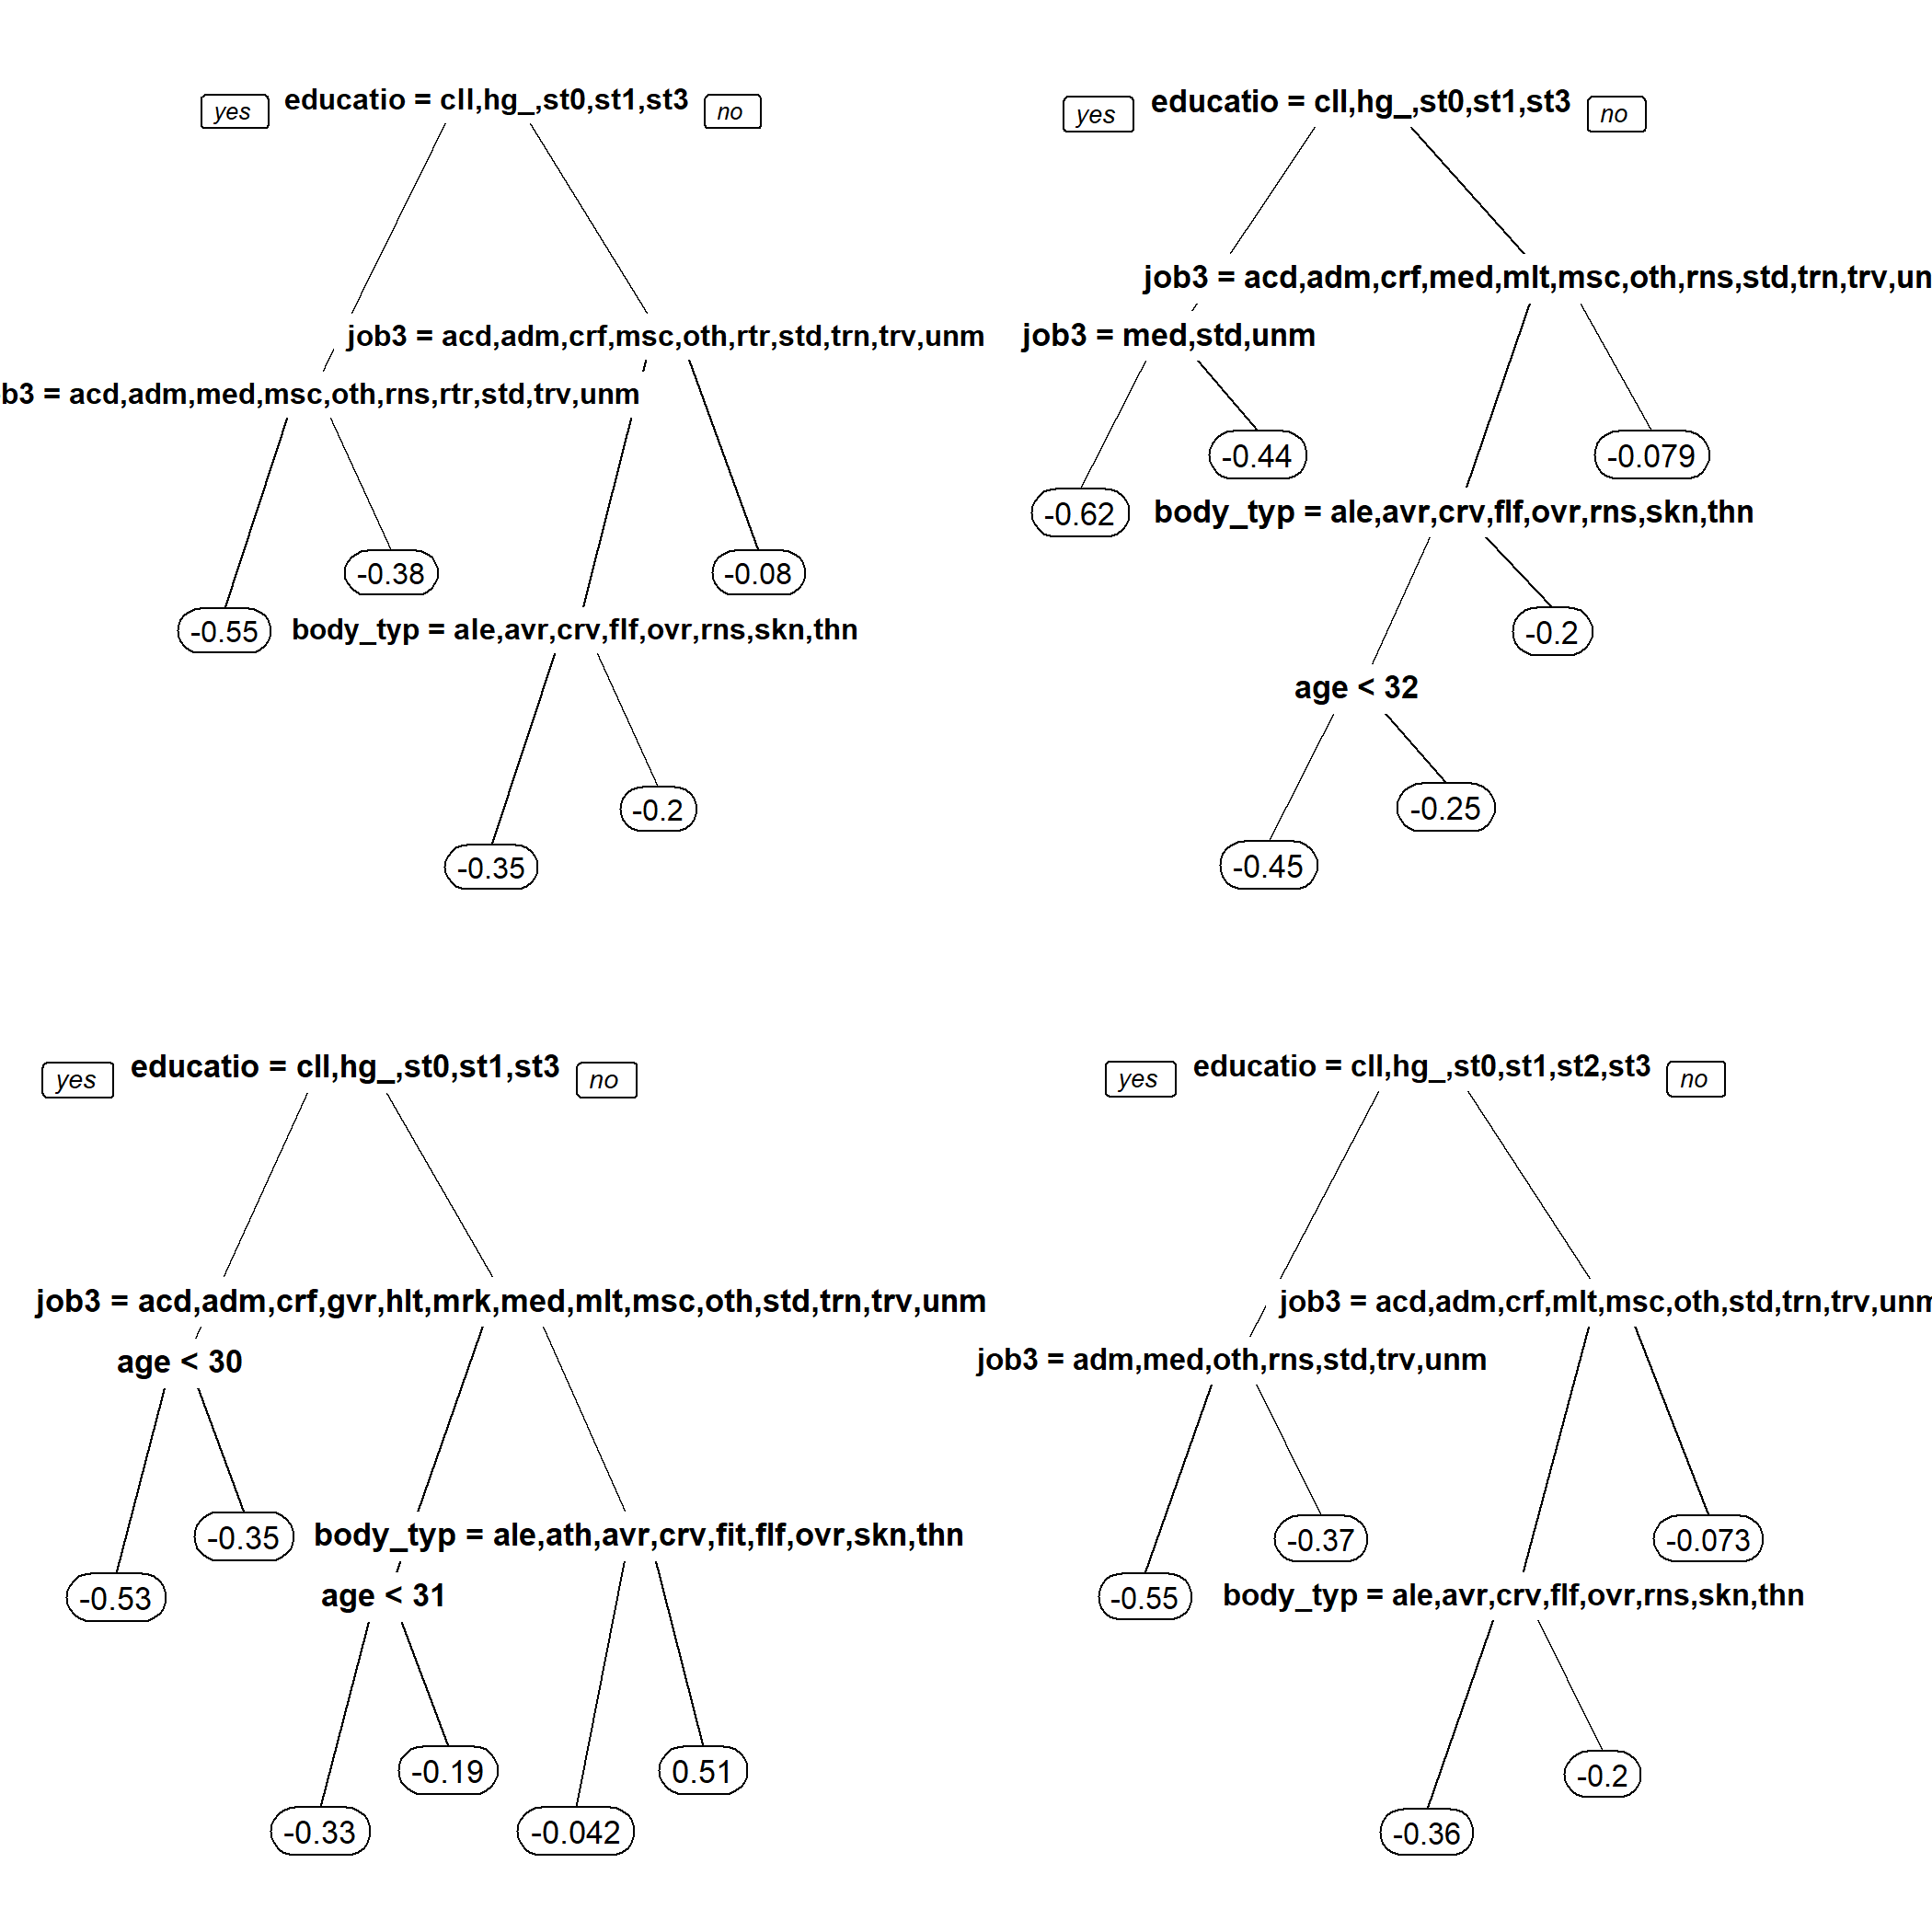 yes educatio = cll,hg_,st0,st1,st3 no
job3 = acd,adm,crf,msc,oth,rtr,std,trn,trv,unm
b3 = acd,adm,med,msc,oth,rns,rtr,std,trv,unm
-0.38
-0.08
-0.55
body_typ = ale,avr,crv,flf,ovr,rns,skn,thn
-0.2
-0.35
yes educatio = cll,hg_,st0,st1,st3 no
job3 = acd,adm,crf,med,mlt,msc,oth,rns,std,trn,trv,un
job3 = med,std,unm
-0.44
-0.079
-0.62
body_typ = ale,avr,crv,flf,ovr,rns,skn,thn
-0.2
age < 32
-0.25
-0.45
yes educatio = cll,hg_,st0,st1,st3 no
job3 = acd,adm,crf,gvr,hlt,mrk,med,mlt,msc,oth,std,trn,trv,unm
age < 30
-0.35
body_typ = ale,ath,avr,crv,fit,flf,ovr,skn,thn
-0.53
age < 31
-0.19
0.51
-0.33
-0.042
yes educatio = cll,hg_,st0,st1,st2,st3 no
job3 = acd,adm,crf,mlt,msc,oth,std,trn,trv,unm
job3 = adm,med,oth,rns,std,trv,unm
-0.37
-0.073
-0.55
body_typ = ale,avr,crv,flf,ovr,rns,skn,thn
-0.2
-0.36